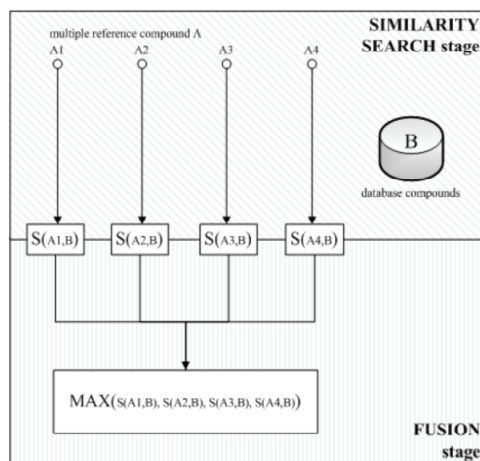 SIMILARITY
SEARCH stage
multiple reference compound A
A1 A2 A3 A4
B
database compounds
S(A1,B) S(A2,B) S(A3,B) S(A4,B)
MAX(S(A1,B), S(A2,B), S(A3,B), S(A4,B))
FUSION
stage